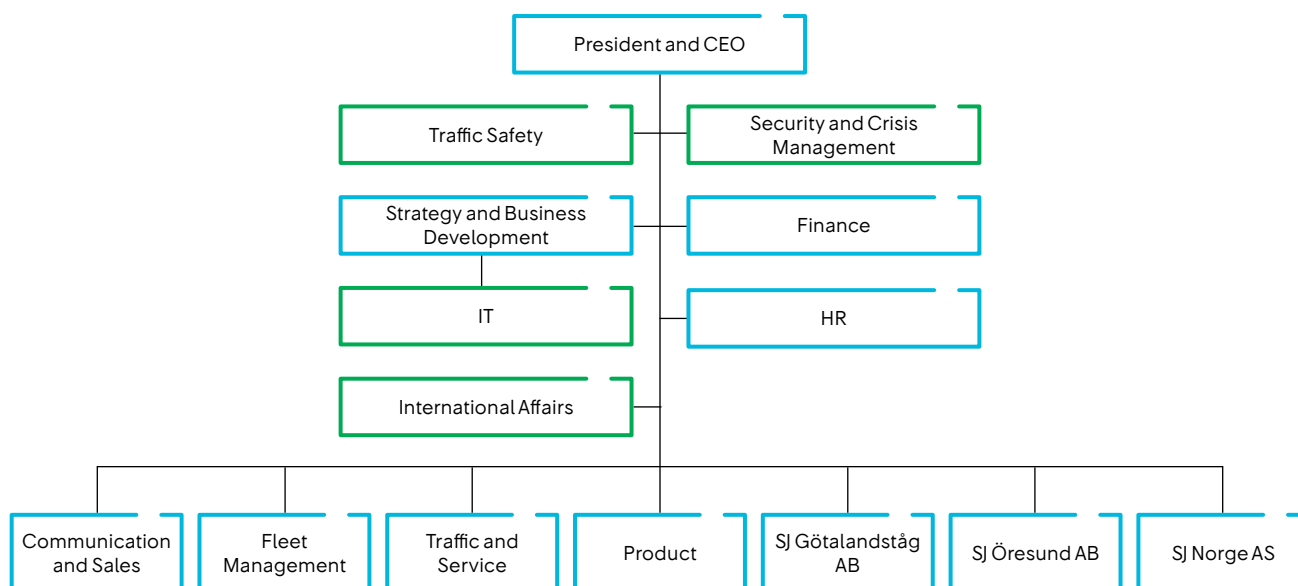 President and CEO
Traffic Safety
Security and Crisis
Management
Strategy and Business
Development
Finance
IT
HR
International Affairs
Communication
and Sales
Fleet
Management
Traffic and
Service
Product
SJ Götalandståg
AB
SJ Öresund AB
SJ Norge AS